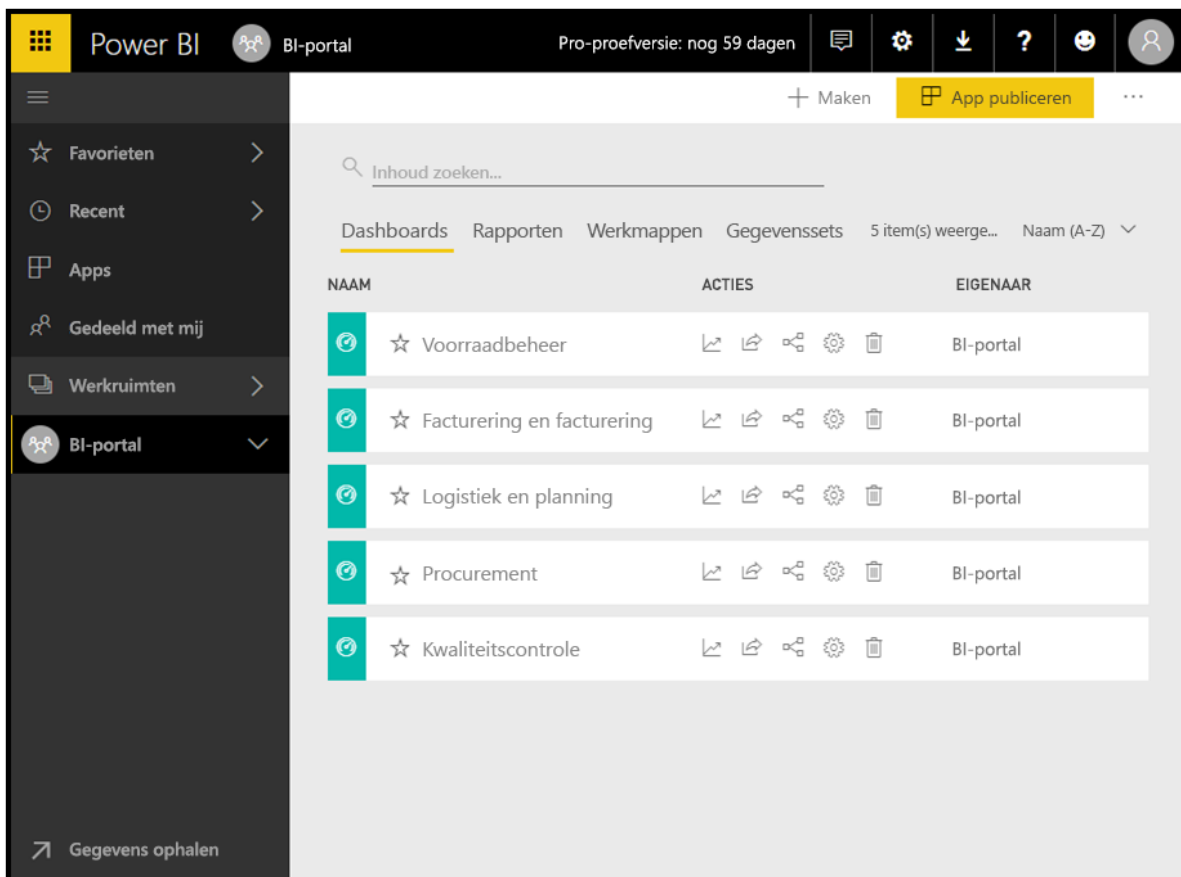 Power BI BI-portal Pro-proefversie: nog 59 dagen ?
Maken App publiceren ...
Favorieten
Recent
Apps
Gedeeld met mij
Werkruimten
BI-portal
Gegevens ophalen
Inhoud zoeken...
Dashboards Rapporten Werkmappen Gegevenssets 5 item(s) weerge... Naam (A-Z)
NAAM ACTIES EIGENAAR
Voorraadbeheer BI-portal
Facturering en facturering BI-portal
Logistiek en planning BI-portal
Procurement BI-portal
Kwaliteitscontrole BI-portal